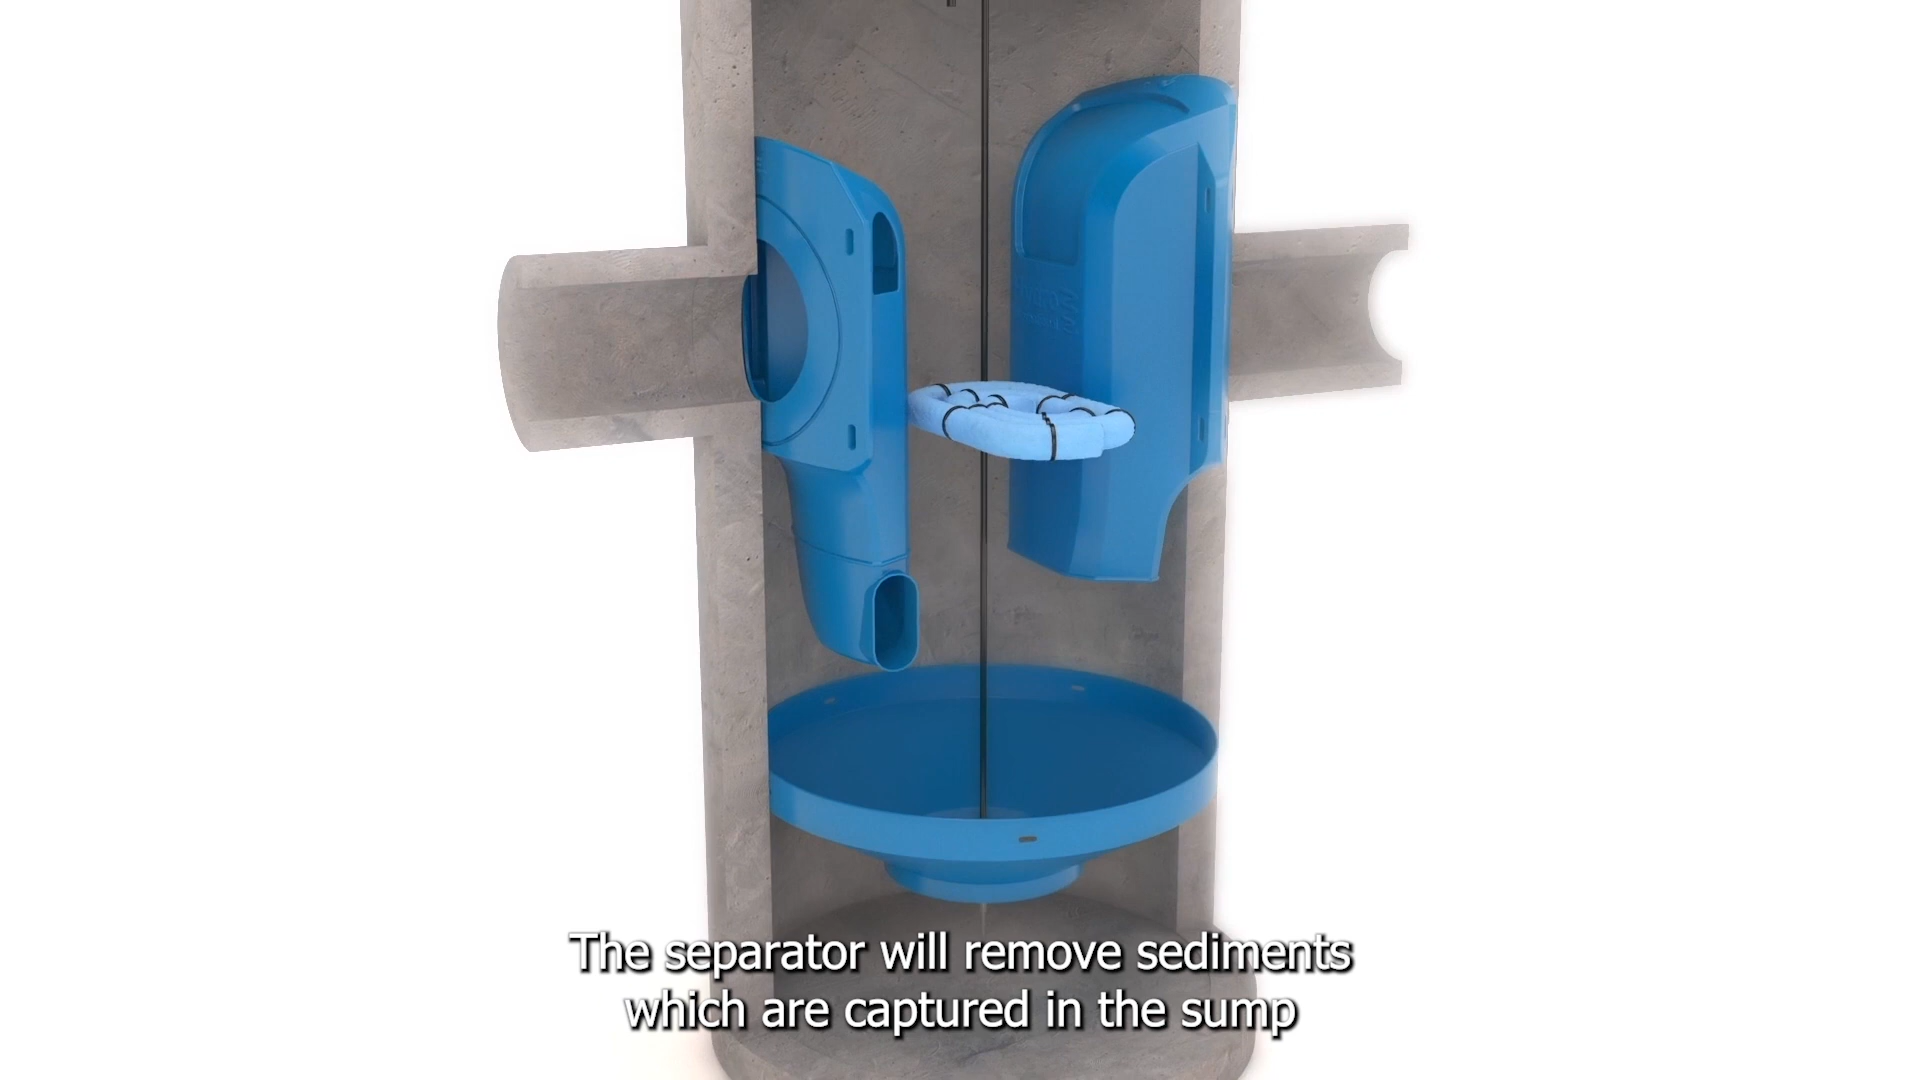 The separator will remove sediments
which are captured in the sump